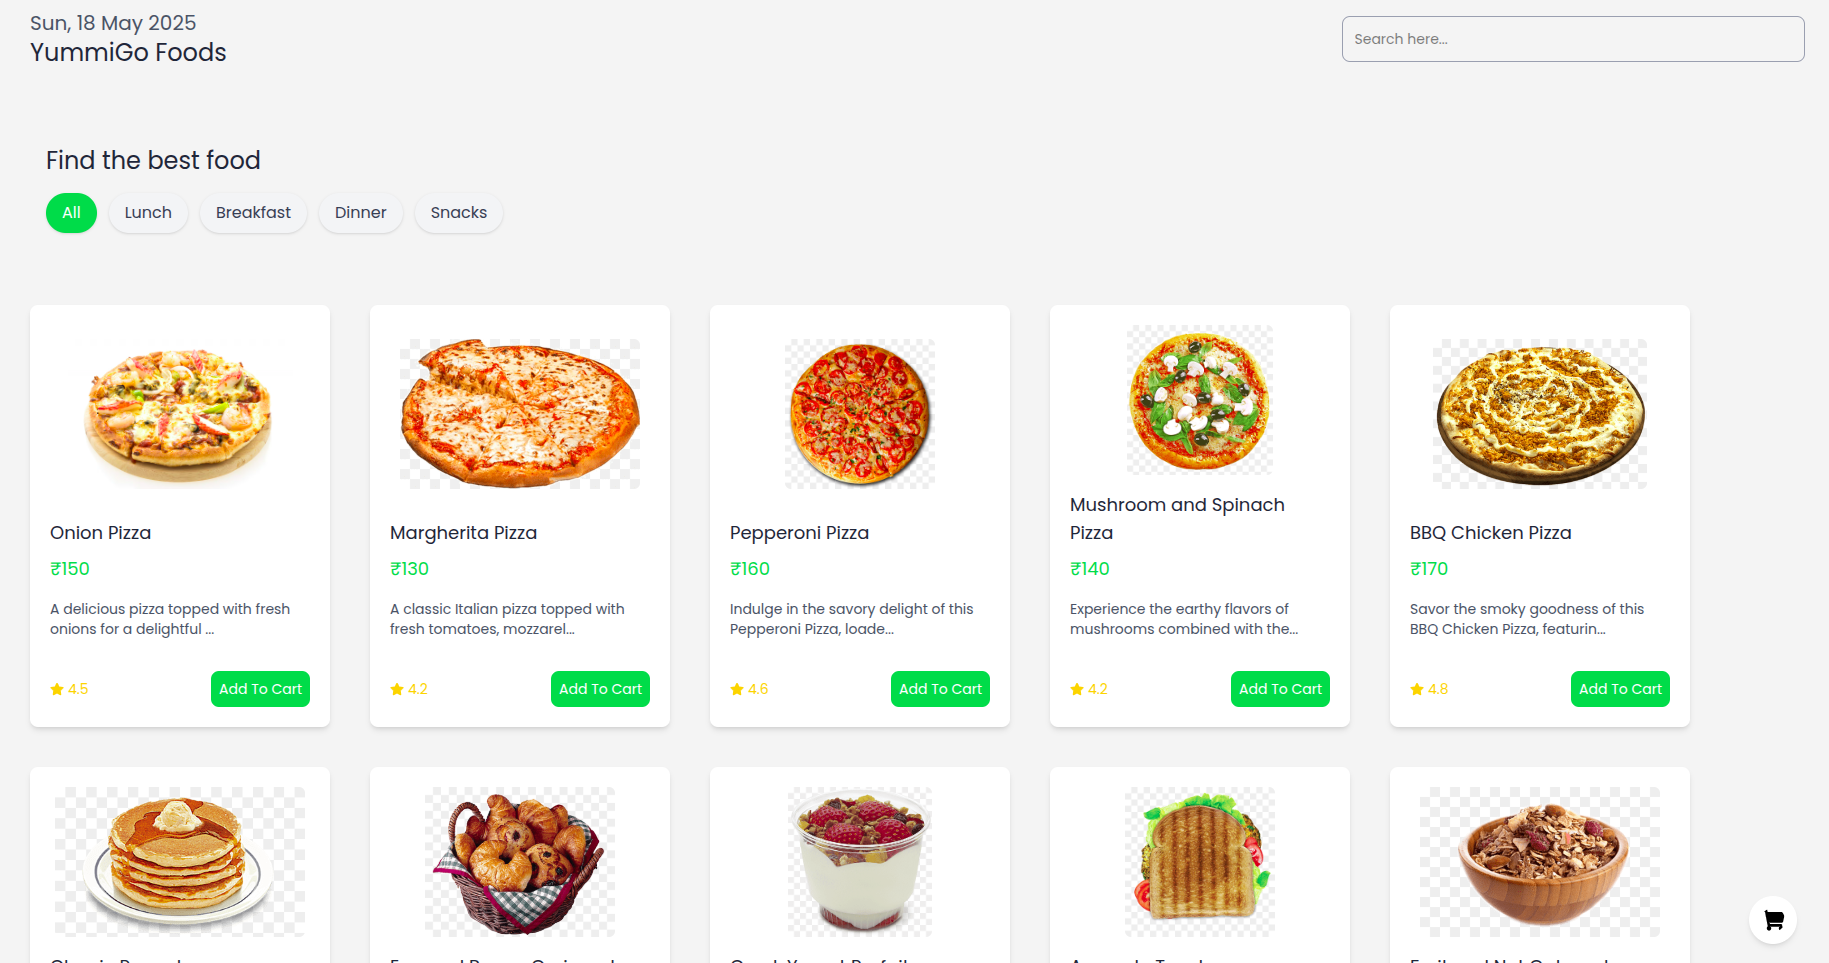 Sun, 18 May 2025
YummiGo Foods
Search here...
Find the best food
All
Lunch
Breakfast
Dinner
Snacks
Onion Pizza
₹150
A delicious pizza topped with fresh
onions for a delightful ...
4.5
Add To Cart
Margherita Pizza
₹130
A classic Italian pizza topped with
fresh tomatoes, mozzarel...
4.2
Add To Cart
Pepperoni Pizza
₹160
Indulge in the savory delight of this
Pepperoni Pizza, loade...
4.6
Add To Cart
Mushroom and Spinach
Pizza
₹140
Experience the earthy flavors of
mushrooms combined with the...
4.2
Add To Cart
BBQ Chicken Pizza
₹170
Savor the smoky goodness of this
BBQ Chicken Pizza, featurin...
4.8
Add To Cart